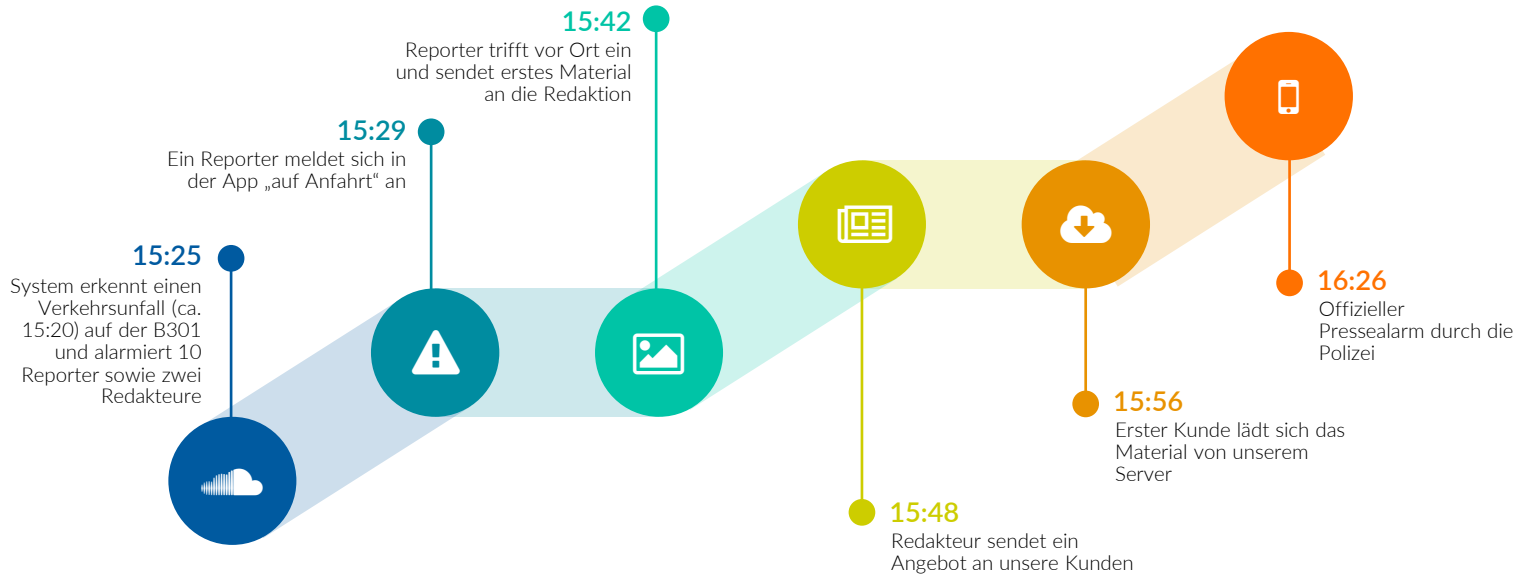 15:25
System erkennt einen
Verkehrsunfall (ca.
15:20) auf der B301
und alarmiert 10
Reporter sowie zwei
Redakteure
15:29
Ein Reporter meldet sich in
der App „auf Anfahrt“ an
15:42
Reporter trifft vor Ort ein
und sendet erstes Material
an die Redaktion
15:48
Redakteur sendet ein
Angebot an unsere Kunden
15:56
Erster Kunde lädt sich das
Material von unserem
Server
16:26
Offizieller
Pressealarm durch die
Polizei